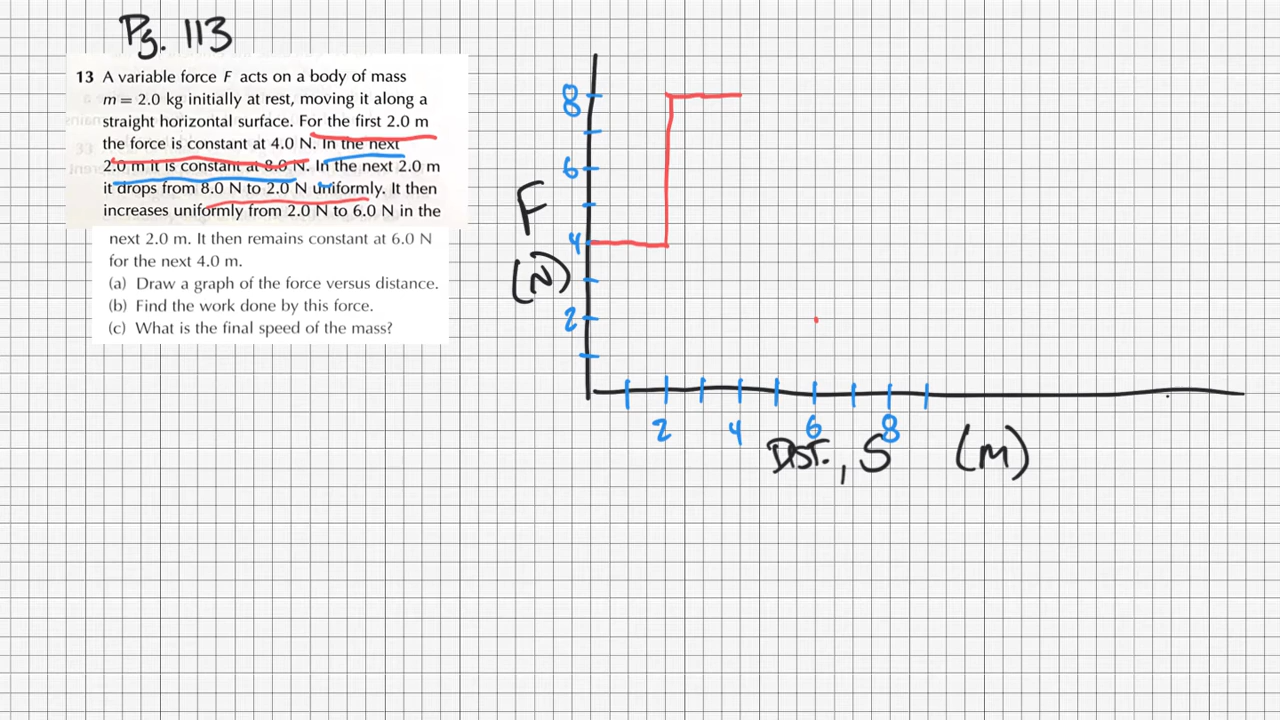 Pg. 113
13 A variable force F acts on a body of mass
m = 2.0 kg initially at rest, moving it along a
straight horizontal surface. For the first 2.0 m
the force is constant at 4.0 N. In the next
2.0 m it is constant at 8.0 N. In the next 2.0 m
it drops from 8.0 N to 2.0 N uniformly. It then
increases uniformly from 2.0 N to 6.0 N in the
next 2.0 m. It then remains constant at 6.0 N
for the next 4.0 m.
(a) Draw a graph of the force versus distance.
(b) Find the work done by this force.
(c) What is the final speed of the mass?
8
6
F
4
(N)
2
2 4 6 8
DIST., S (M)